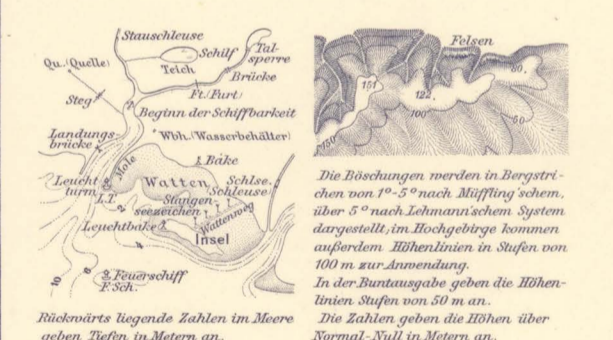 Stauschleuse
Schilf
Tal-
sperre
Qu.(Quelle)
Teich
Brücke
Steg
Ft.(Furt)
Beginn der Schiffbarkeit
Landungs-
brücke
Wbh.(Wasserbehälter)
Mole
Bake
Leucht
turm
L.T.
Watten
Schlse.
Schleuse
Stangen-
seezeichen
Wattenweg
Leuchtbake
Insel
2
4
6
10
Feuerschiff
F.Sch.
Rückwärts liegende Zahlen im Meere
geben Tiefen in Metern an.
Felsen
151
122
100
80
50
150
Die Böschungen werden in Bergstri-
chen von 1°-5° nach Müffling'schem,
über 5° nach Lehmann'schem System
dargestellt; im Hochgebirge kommen
außerdem Höhenlinien in Stufen von
100 m zur Anwendung.
In der Buntausgabe geben die Höhen-
linien Stufen von 50 m an.
Die Zahlen geben die Höhen über
Normal-Null in Metern an.